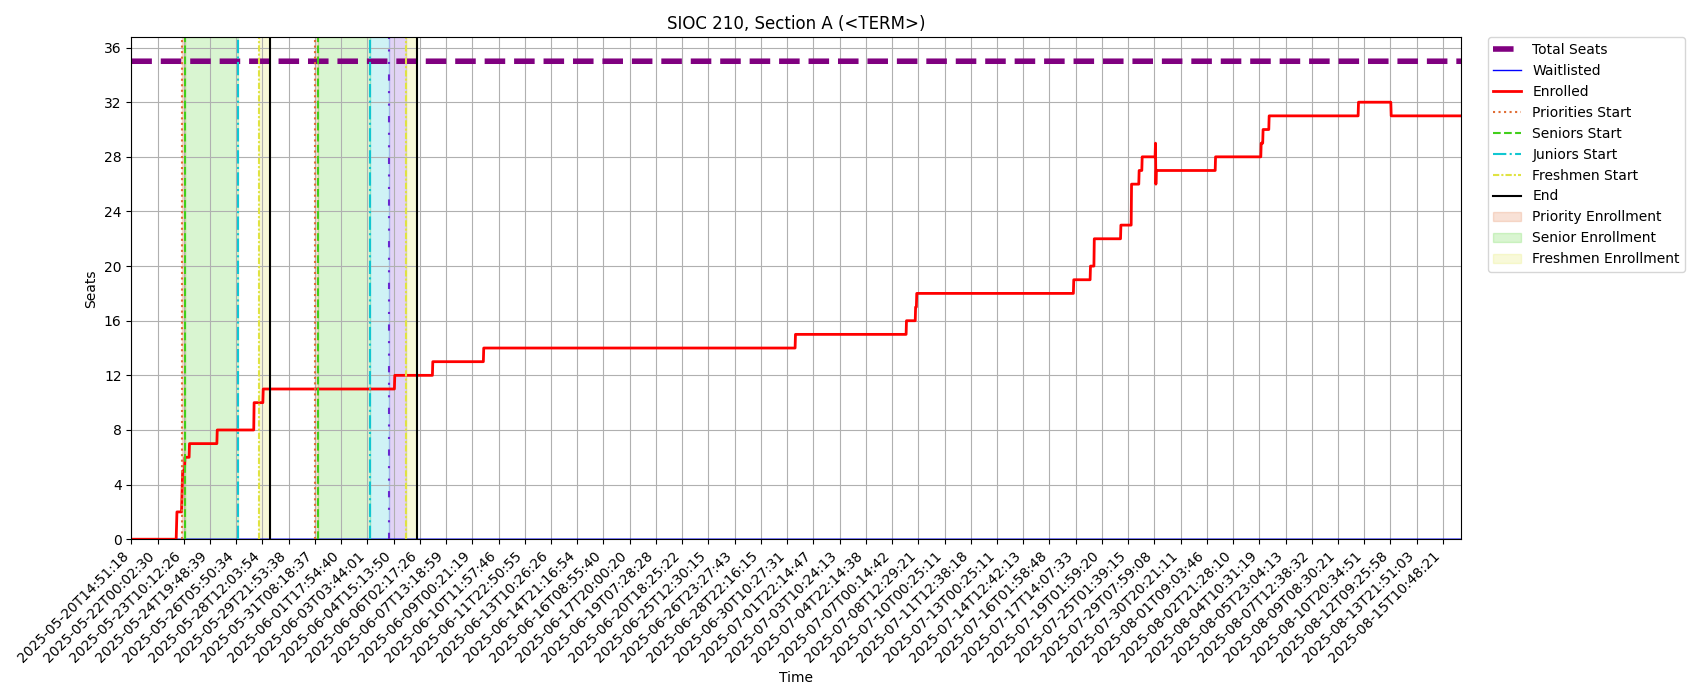 SIOC 210, Section A (<TERM>)
Total Seats
Waitlisted
Enrolled
Priorities Start
Seniors Start
Juniors Start
Freshmen Start
End
Priority Enrollment
Senior Enrollment
Freshmen Enrollment
Seats
36
32
28
24
20
16
12
8
4
0
2025-05-20T14:51:18
2025-05-22T00:02:30
2025-05-23T10:12:26
2025-05-24T19:48:39
2025-05-26T05:50:34
2025-05-28T12:03:54
2025-05-29T21:53:38
2025-05-31T08:18:37
2025-06-01T17:54:40
2025-06-03T03:44:01
2025-06-04T15:13:50
2025-06-06T02:17:26
2025-06-07T13:18:59
2025-06-09T00:21:19
2025-06-10T11:57:46
2025-06-11T22:50:55
2025-06-13T10:26:26
2025-06-14T21:16:54
2025-06-16T08:55:40
2025-06-17T20:00:20
2025-06-19T07:28:28
2025-06-20T18:25:22
2025-06-25T12:30:15
2025-06-26T23:27:43
2025-06-28T22:16:15
2025-06-30T10:27:31
2025-07-01T22:14:47
2025-07-03T10:24:13
2025-07-04T22:14:38
2025-07-07T00:14:42
2025-07-08T12:29:21
2025-07-10T00:25:11
2025-07-11T12:38:18
2025-07-13T00:25:11
2025-07-14T12:42:13
2025-07-16T01:58:48
2025-07-17T14:07:33
2025-07-19T01:59:20
2025-07-25T01:39:15
2025-07-29T07:59:08
2025-07-30T20:21:11
2025-08-01T09:03:46
2025-08-02T21:28:10
2025-08-04T10:31:19
2025-08-05T23:04:13
2025-08-07T12:38:32
2025-08-09T08:30:21
2025-08-10T20:34:51
2025-08-12T09:25:58
2025-08-13T21:51:03
2025-08-15T10:48:21
Time